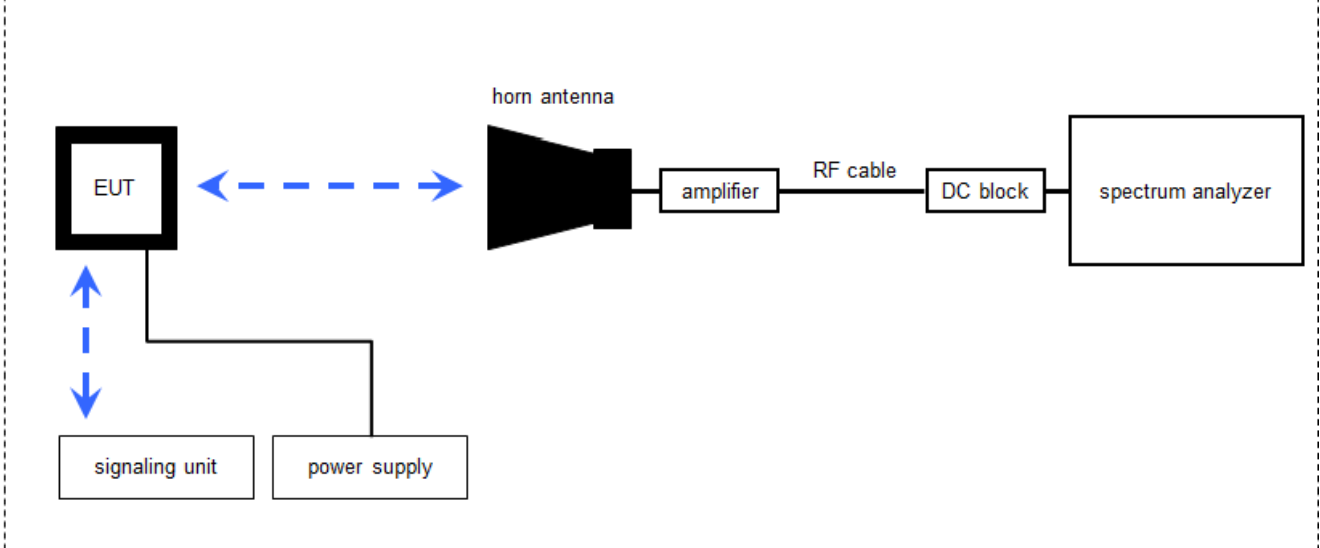 horn antenna
EUT
amplifier
RF cable
DC block
spectrum analyzer
signaling unit
power supply